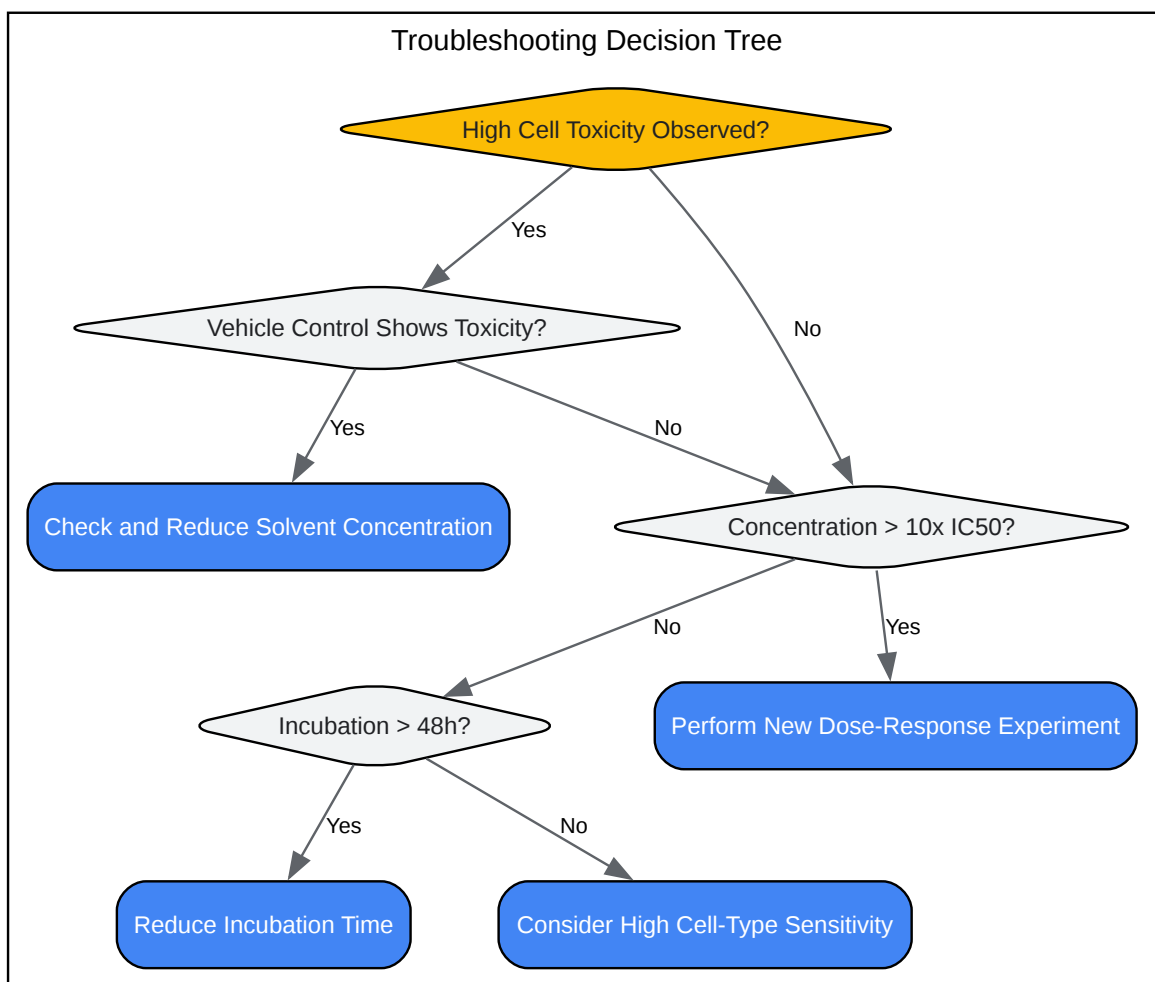 Troubleshooting Decision Tree
High Cell Toxicity Observed?
Yes
Vehicle Control Shows Toxicity?
No
Yes
No
Check and Reduce Solvent Concentration
Concentration > 10x IC50?
No
Yes
Incubation > 48h?
Perform New Dose-Response Experiment
Yes
No
Reduce Incubation Time
Consider High Cell-Type Sensitivity